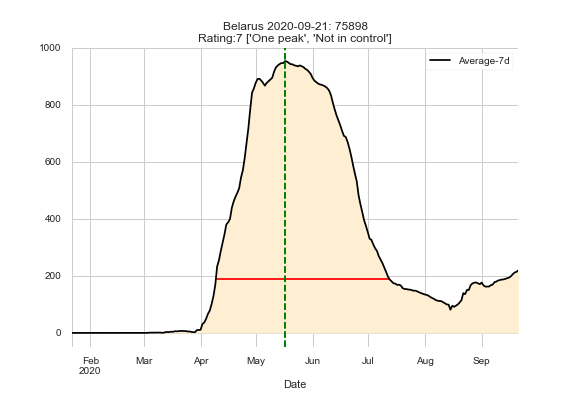 Belarus 2020-09-21: 75898
Rating:7 ['One peak', 'Not in control']
1000
800
600
400
200
0
Average-7d
Feb
2020
Mar
Apr
May
Jun
Jul
Aug
Sep
Date